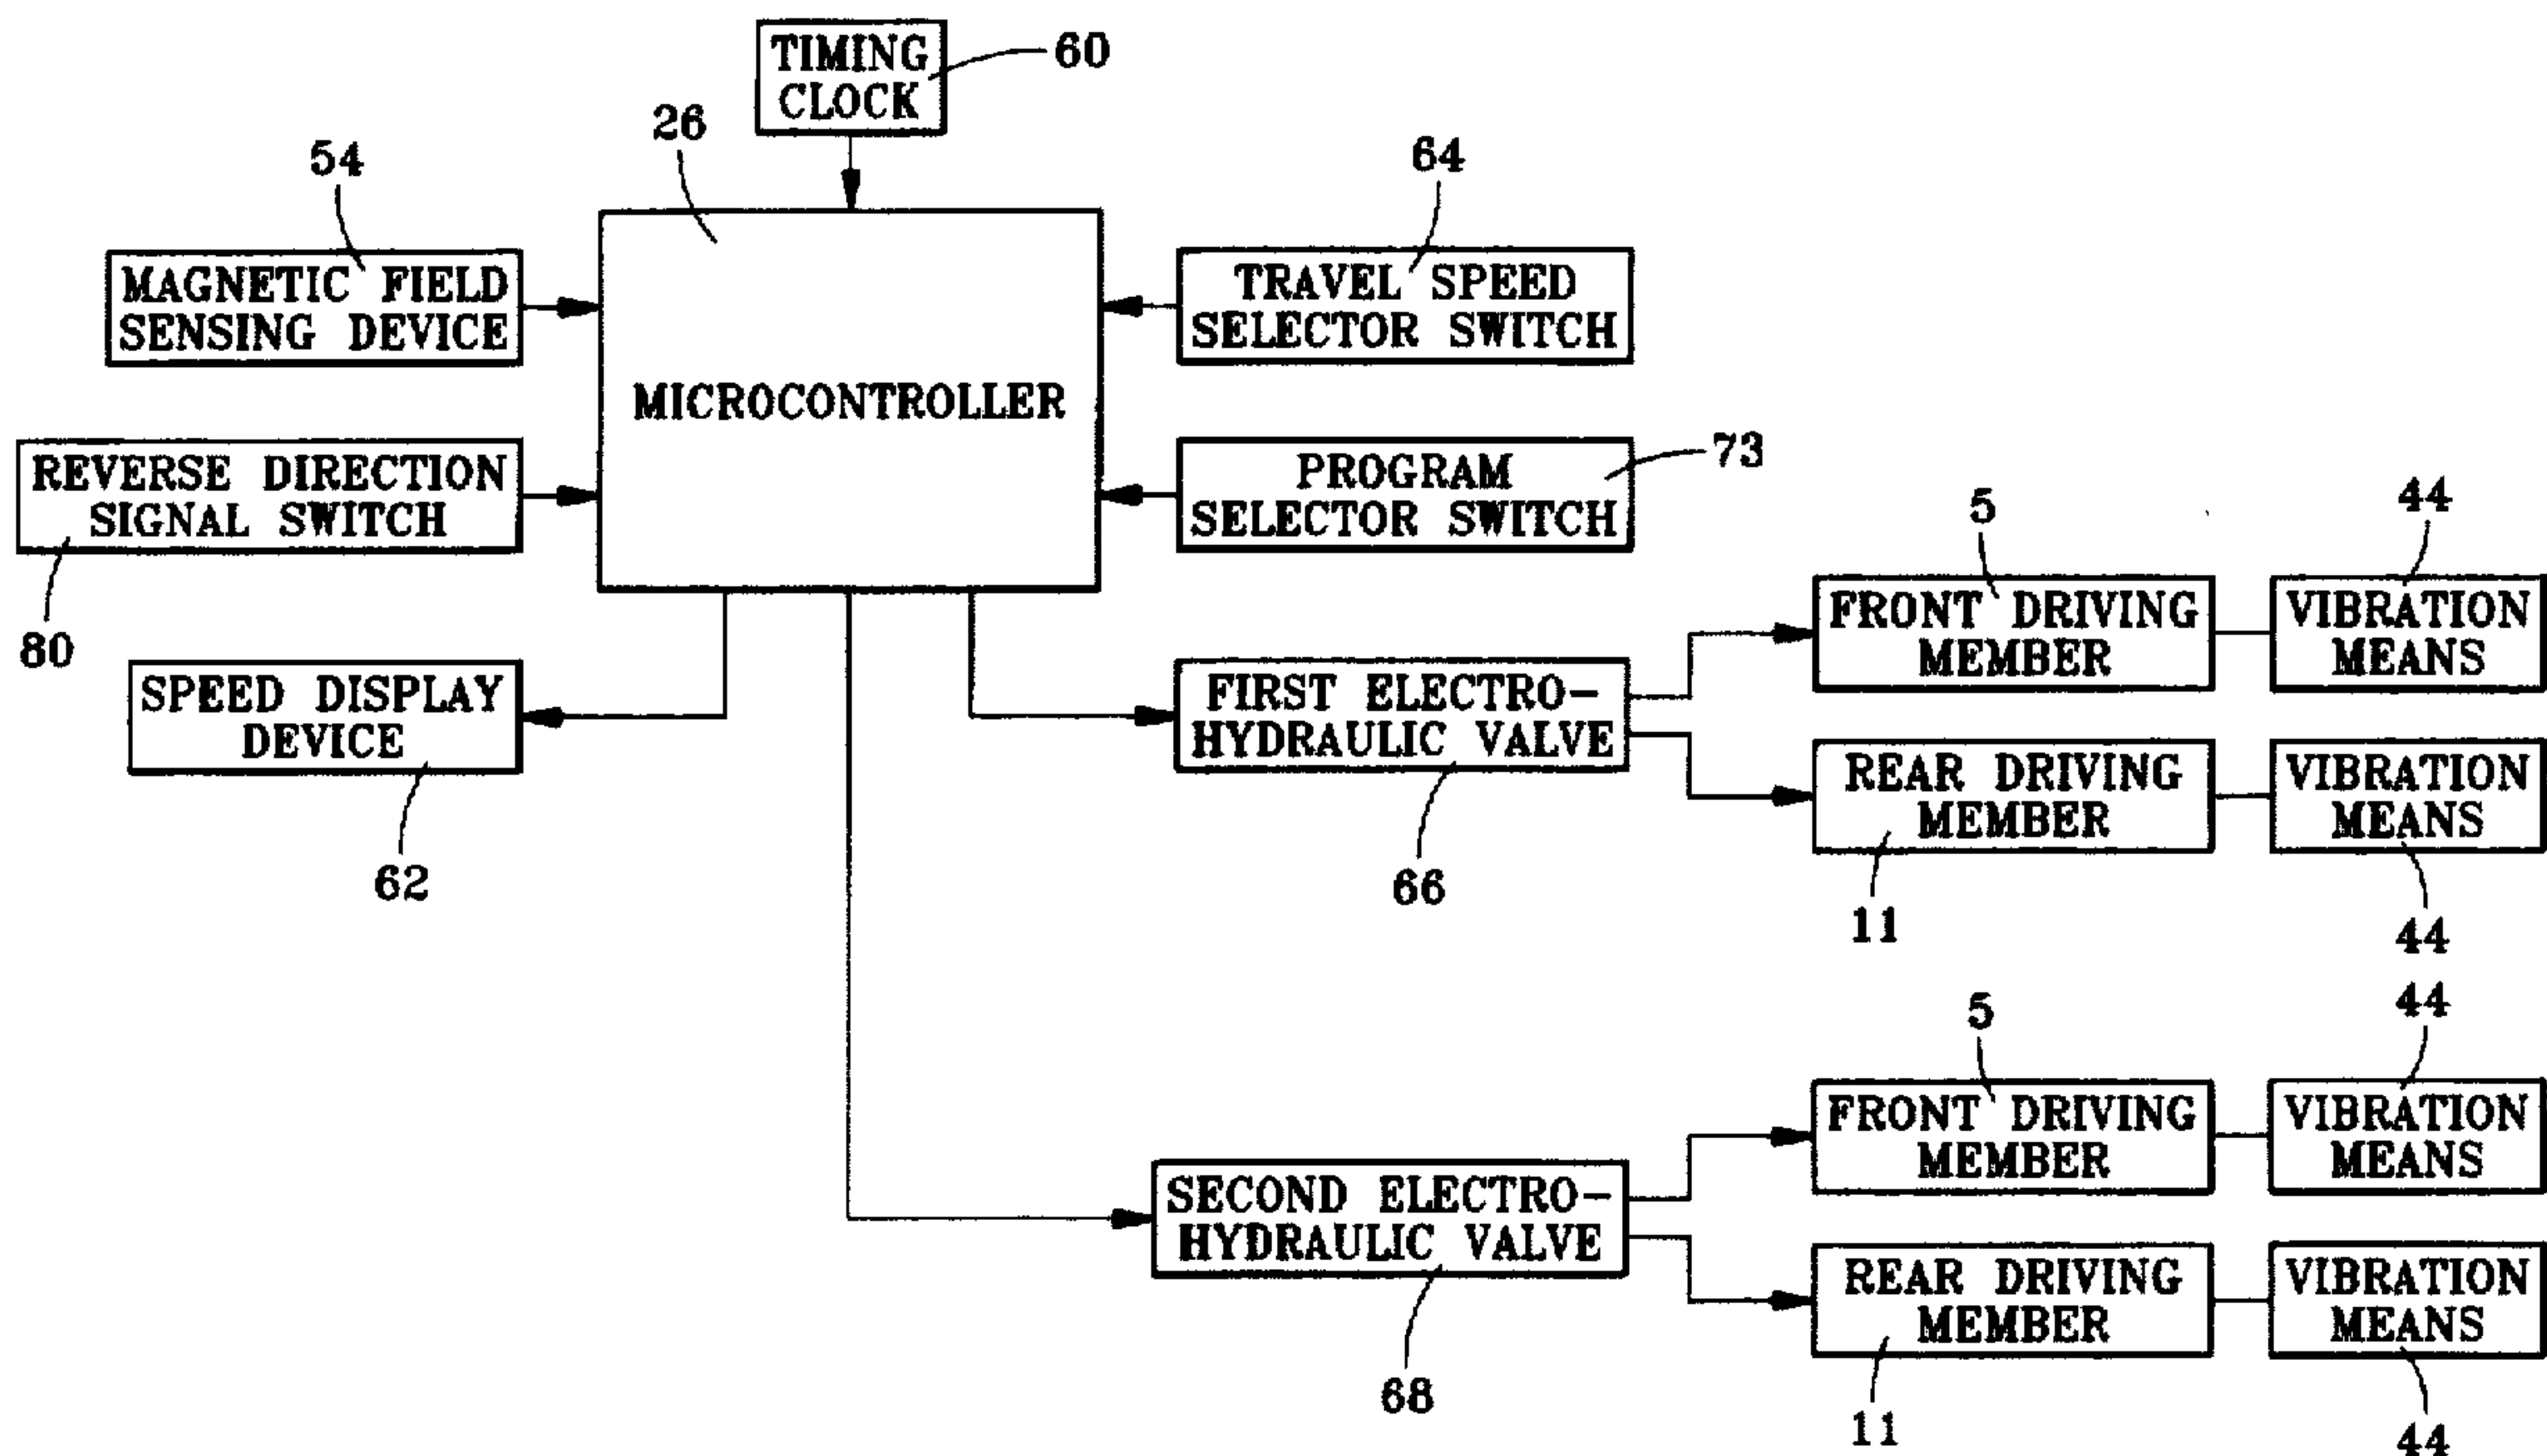 TIMING
CLOCK
60
26
54
64
MAGNETIC FIELD
SENSING DEVICE
TRAVEL SPEED
SELECTOR SWITCH
MICROCONTROLLER
REVERSE DIRECTION
SIGNAL SWITCH
80
PROGRAM
SELECTOR SWITCH
73
SPEED DISPLAY
DEVICE
62
FIRST ELECTRO-
HYDRAULIC VALVE
66
5
FRONT DRIVING
MEMBER
44
VIBRATION
MEANS
REAR DRIVING
MEMBER
11
VIBRATION
MEANS
44
SECOND ELECTRO-
HYDRAULIC VALVE
68
5
FRONT DRIVING
MEMBER
44
VIBRATION
MEANS
REAR DRIVING
MEMBER
11
VIBRATION
MEANS
44